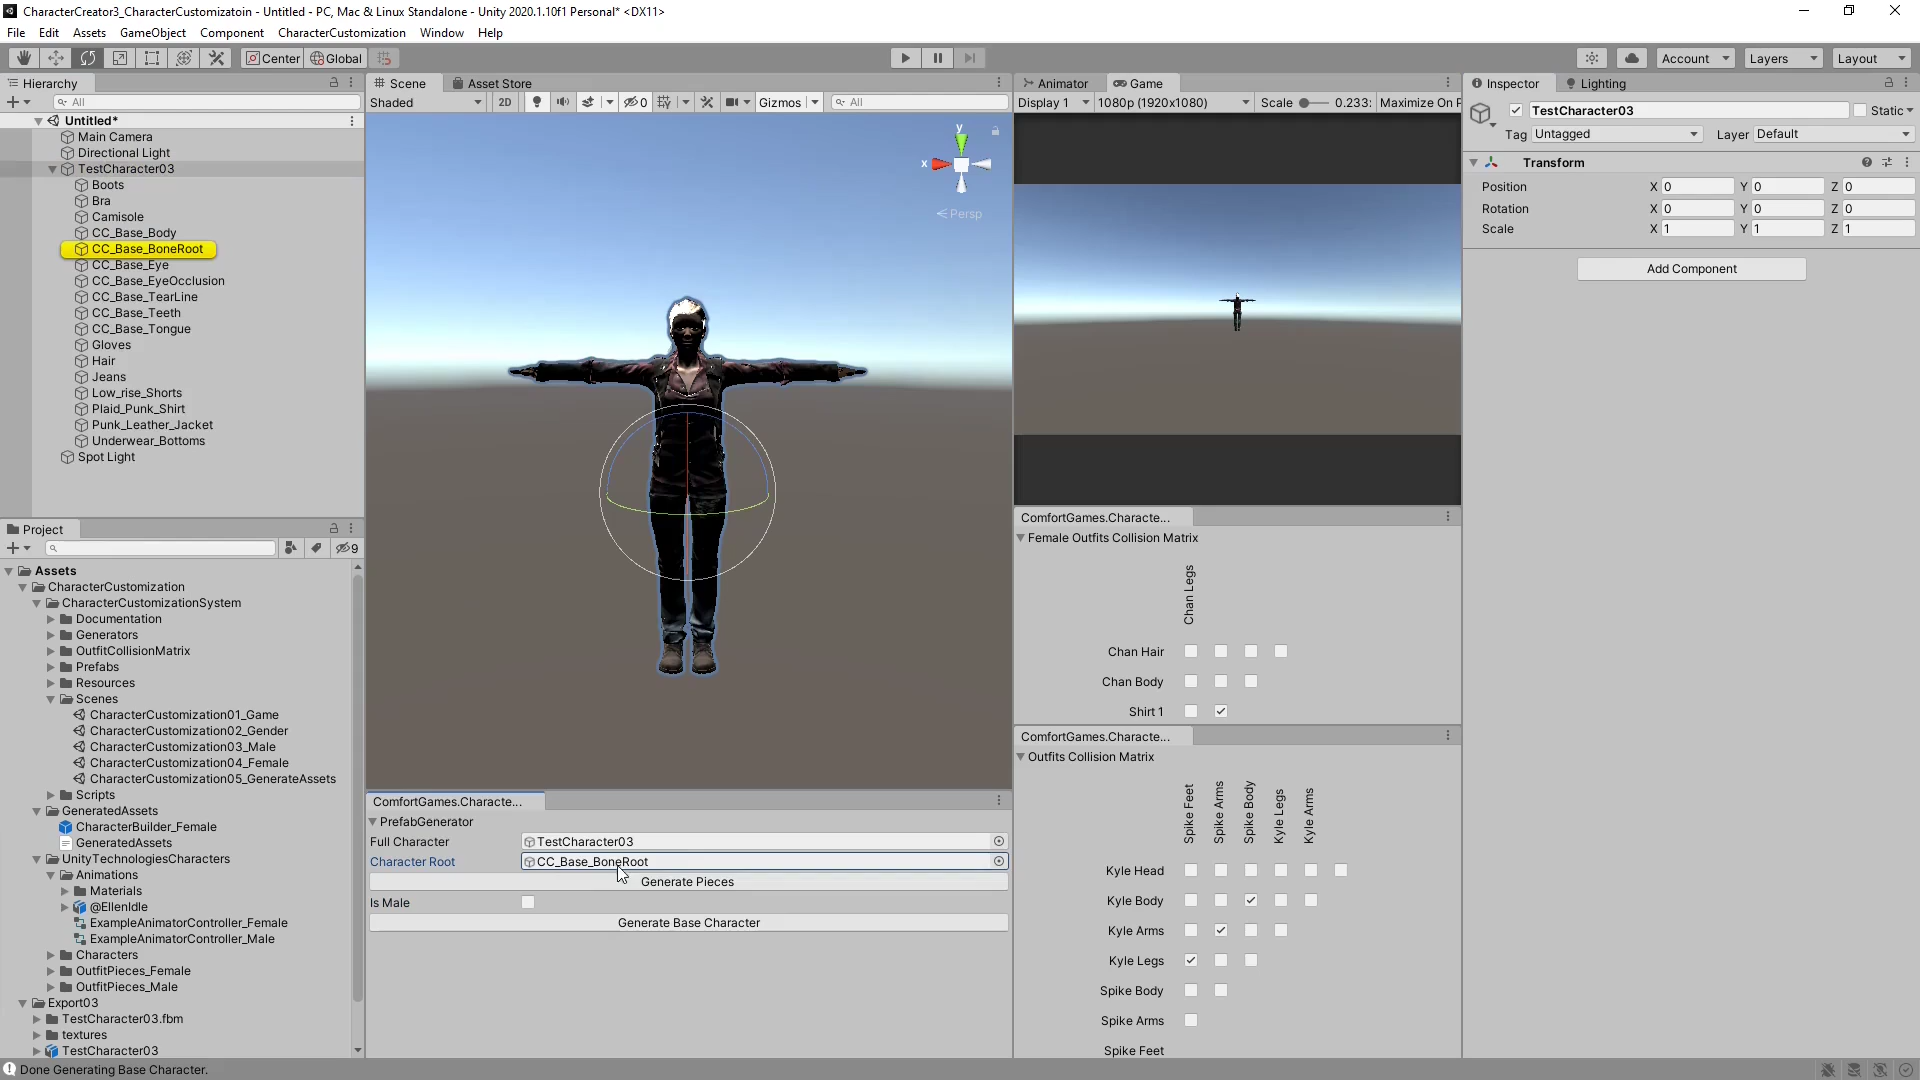 CharacterCreator3_CharacterCustomizatoin - Untitled - PC, Mac & Linux Standalone - Unity 2020.1.10f1 Personal* <DX11>
File Edit Assets GameObject Component CharacterCustomization Window Help
Center Global Account Layers Layout
Hierarchy
All
Untitled*
Main Camera
Directional Light
TestCharacter03
Boots
Bra
Camisole
CC_Base_Body
CC_Base_BoneRoot
CC_Base_Eye
CC_Base_EyeOcclusion
CC_Base_TearLine
CC_Base_Teeth
CC_Base_Tongue
Gloves
Hair
Jeans
Low_rise_Shorts
Plaid_Punk_Shirt
Punk_Leather_Jacket
Underwear_Bottoms
Spot Light
Project
9
Assets
CharacterCustomization
CharacterCustomizationSystem
Documentation
Generators
OutfitCollisionMatrix
Prefabs
Resources
Scenes
CharacterCustomization01_Game
CharacterCustomization02_Gender
CharacterCustomization03_Male
CharacterCustomization04_Female
CharacterCustomization05_GenerateAssets
Scripts
GeneratedAssets
CharacterBuilder_Female
GeneratedAssets
UnityTechnologiesCharacters
Animations
Materials
@EllenIdle
ExampleAnimatorController_Female
ExampleAnimatorController_Male
Characters
OutfitPieces_Female
OutfitPieces_Male
Export03
TestCharacter03.fbm
textures
TestCharacter03
Done Generating Base Character.
Scene Asset Store
Shaded 2D 0 Gizmos All
y
x
Persp
ComfortGames.Characte...
PrefabGenerator
Full Character TestCharacter03
Character Root CC_Base_BoneRoot
Generate Pieces
Is Male
Generate Base Character
Animator Game
Display 1 1080p (1920x1080) Scale 0.233: Maximize On P
ComfortGames.Characte...
Female Outfits Collision Matrix
Chan Legs
Chan Hair
Chan Body
Shirt 1
ComfortGames.Characte...
Outfits Collision Matrix
Spike Feet
Spike Arms
Spike Body
Kyle Legs
Kyle Arms
Kyle Head
Kyle Body
Kyle Arms
Kyle Legs
Spike Body
Spike Arms
Spike Feet
Inspector Lighting
TestCharacter03 Static
Tag Untagged Layer Default
Transform
Position X 0 Y 0 Z 0
Rotation X 0 Y 0 Z 0
Scale X 1 Y 1 Z 1
Add Component